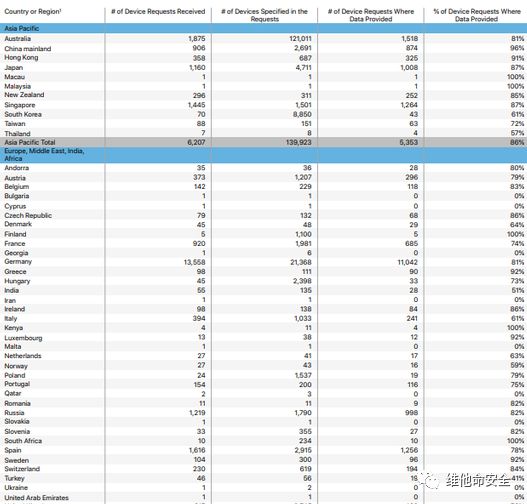 Country or Region¹ # of Device Requests Received # of Devices Specified in the Requests # of Device Requests Where Data Provided % of Device Requests Where Data Provided
Asia Pacific
Australia 1,875 121,011 1,518 81%
China mainland 906 2,691 874 96%
Hong Kong 358 687 325 91%
Japan 1,160 4,711 1,008 87%
Macau 1 1 1 100%
Malaysia 1 1 1 100%
New Zealand 296 311 252 85%
Singapore 1,445 1,501 1,264 87%
South Korea 70 8,850 43 61%
Taiwan 88 151 63 72%
Thailand 7 8 4 57%
Asia Pacific Total 6,207 139,923 5,353 86%
Europe, Middle East, India,
Africa
Andorra 35 36 28 80%
Austria 373 1,207 296 79%
Belgium 142 229 118 83%
Bulgaria 1 1 0 0%
Cyprus 1 1 0 0%
Czech Republic 79 132 68 86%
Denmark 45 48 29 64%
Finland 5 1,100 5 100%
France 920 1,981 685 74%
Georgia 1 6 0 0%
Germany 13,558 21,368 11,042 81%
Greece 98 111 90 92%
Hungary 45 2,398 33 73%
India 55 135 28 51%
Iran 1 1 0 0%
Ireland 98 138 84 86%
Italy 394 1,033 241 61%
Kenya 4 11 4 100%
Luxembourg 13 38 12 92%
Malta 1 1 0 0%
Netherlands 27 41 17 63%
Norway 27 43 16 59%
Poland 24 1,537 19 79%
Portugal 154 200 116 75%
Qatar 2 3 0 0%
Romania 11 11 9 82%
Russia 1,219 1,790 998 82%
Slovakia 1 1 0 0%
Slovenia 33 355 27 82%
South Africa 10 234 10 100%
Spain 1,616 2,915 1,256 78%
Sweden 104 300 96 92%
Switzerland 230 619 194 84%
Turkey 46 56 19 41%
Ukraine 1 2 0 0%
United Arab Emirates 1 1 0 0%
维他命安全